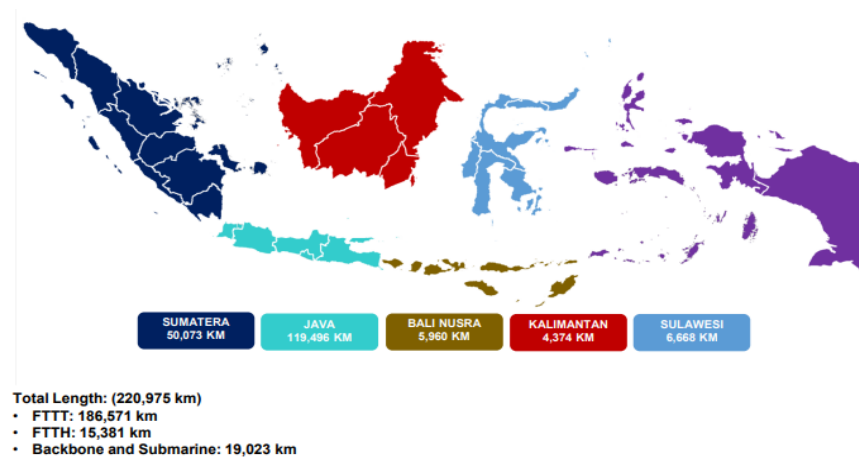 SUMATERA
50,073 KM
JAVA
119,496 KM
BALI NUSRA
5,960 KM
KALIMANTAN
4,374 KM
SULAWESI
6,668 KM
Total Length: (220,975 km)
• FTTT: 186,571 km
• FTTH: 15,381 km
• Backbone and Submarine: 19,023 km